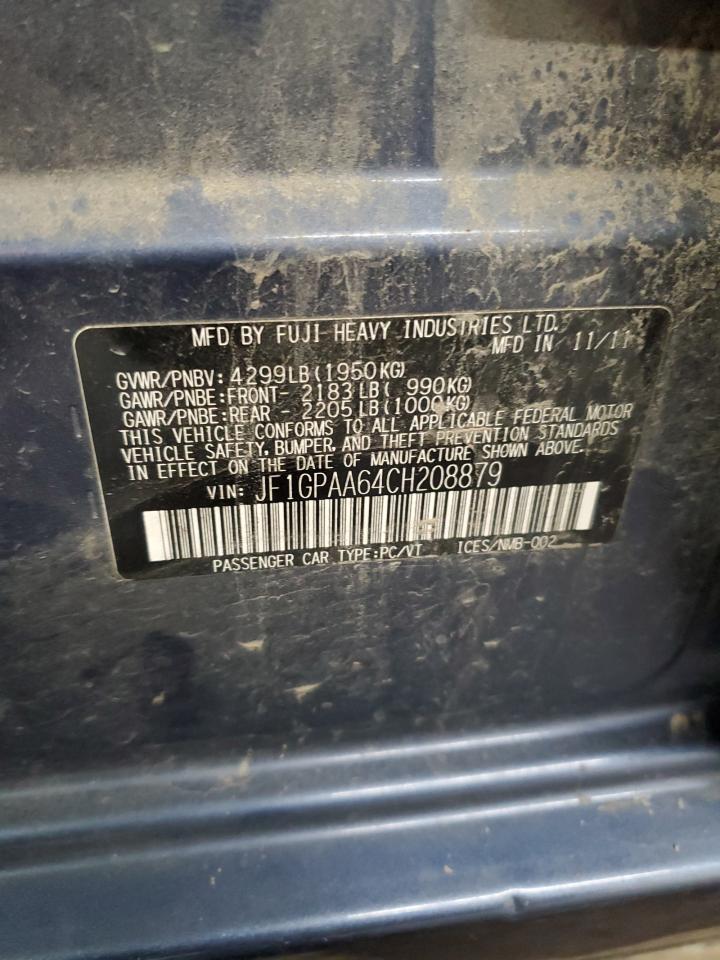 MFD BY FUJI HEAVY INDUSTRIES LTD.
MFD IN 11/11
GVWR/PNBV: 4299LB(1950KG)
GAWR/PNBE:FRONT- 2183LB( 990KG)
GAWR/PNBE:REAR - 2205LB(1000KG)
THIS VEHICLE CONFORMS TO ALL APPLICABLE FEDERAL MOTOR
VEHICLE SAFETY, BUMPER, AND THEFT PREVENTION STANDARDS
IN EFFECT ON THE DATE OF MANUFACTURE SHOWN ABOVE.
VIN: JF1GPAA64CH208879
PASSENGER CAR TYPE:PC/VT ICES/NMB-002